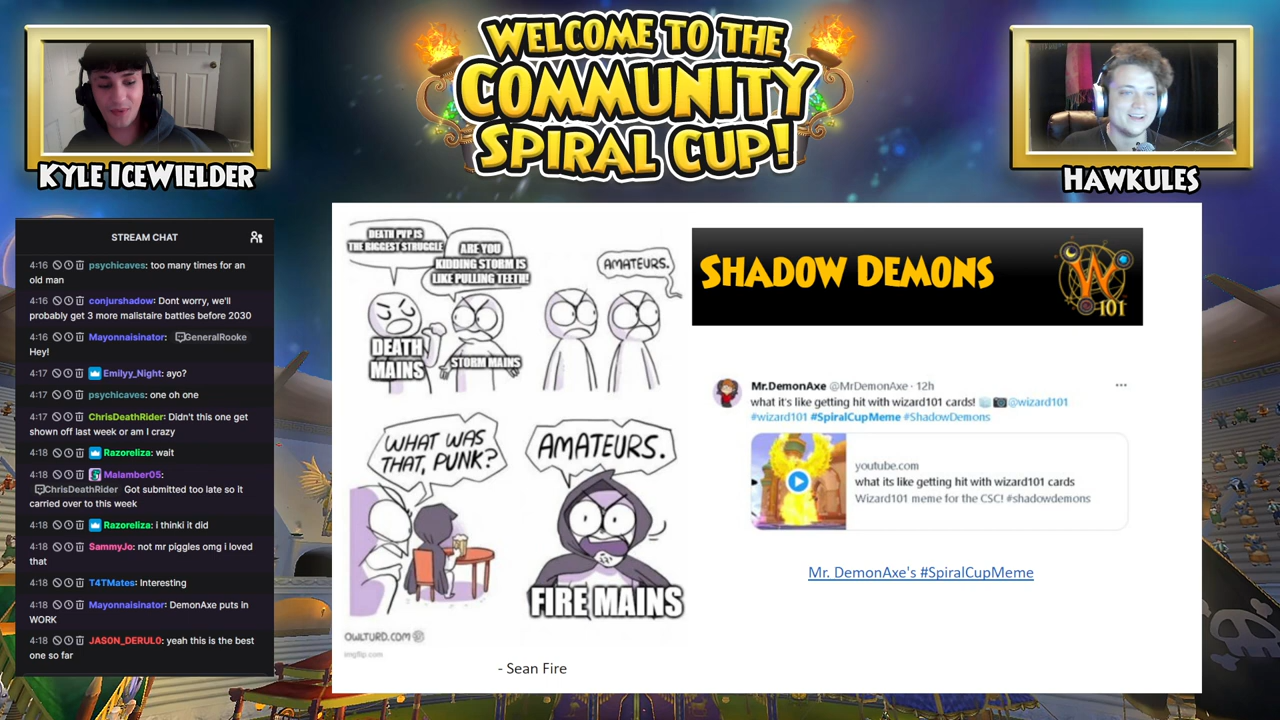 WELCOME TO THE
COMMUNITY
SPIRAL CUP!
KYLE ICEWIELDER
HAWKULES
STREAM CHAT
4:16 psychicaves: too many times for an
old man
4:16 conjurshadow: Dont worry, we'll
probably get 3 more malistaire battles before 2030
4:16 Mayonnaisinator: GeneralRooke
Hey!
4:17 Emilyy_Night: ayo?
4:17 psychicaves: one oh one
4:17 ChrisDeathRider: Didn't this one get
shown off last week or am I crazy
4:18 Razoreliza: wait
4:18 Malamber05:
ChrisDeathRider Got submitted too late so it
carried over to this week
4:18 Razoreliza: i thinki it did
4:18 SammyJo: not mr piggles omg i loved
that
4:18 T4TMates: Interesting
4:18 Mayonnaisinator: DemonAxe puts in
WORK
4:18 JASON_DERUL0: yeah this is the best
one so far
DEATH PVP IS
THE BIGGEST STRUGGLE
ARE YOU
KIDDING STORM IS
LIKE PULLING TEETH!
DEATH
MAINS
STORM MAINS
AMATEURS.
WHAT WAS
THAT, PUNK?
AMATEURS.
FIRE MAINS
OWLTURD.COM
imgflip.com
- Sean Fire
SHADOW DEMONS
W
101
Mr.DemonAxe @MrDemonAxe · 12h
what it's like getting hit with wizard101 cards! @wizard101
#wizard101 #SpiralCupMeme #ShadowDemons
youtube.com
what its like getting hit with wizard101 cards
Wizard101 meme for the CSC! #shadowdemons
Mr. DemonAxe's #SpiralCupMeme